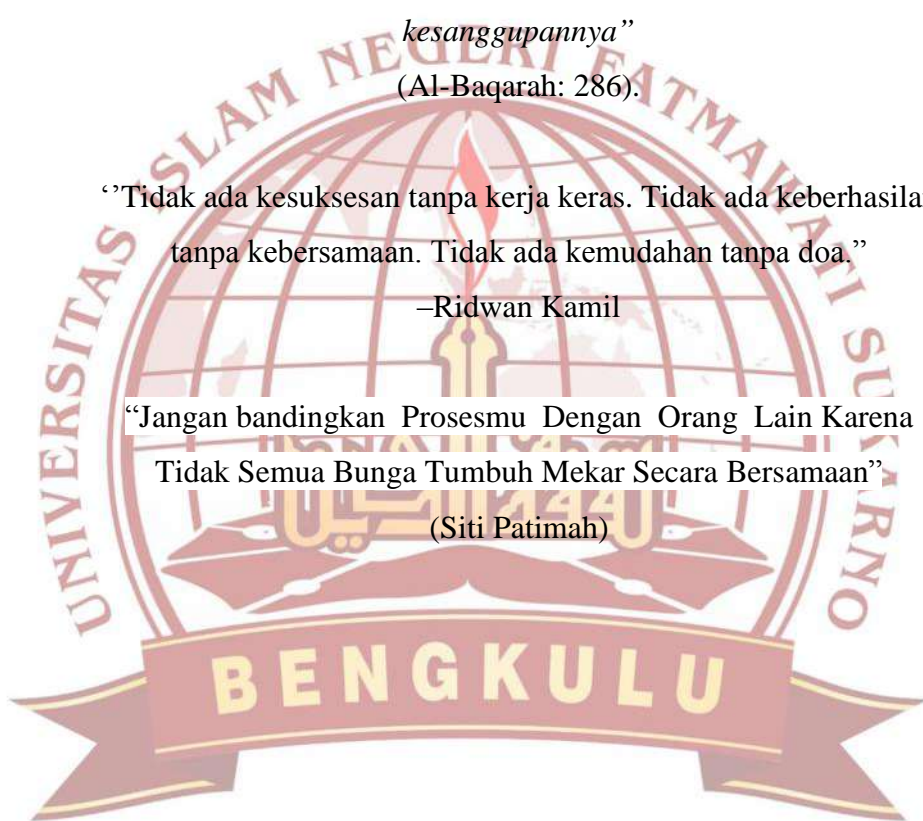 kesanggupannya”
(Al-Baqarah: 286).
‘’Tidak ada kesuksesan tanpa kerja keras. Tidak ada keberhasila
tanpa kebersamaan. Tidak ada kemudahan tanpa doa.”
–Ridwan Kamil
“Jangan bandingkan Prosesmu Dengan Orang Lain Karena
Tidak Semua Bunga Tumbuh Mekar Secara Bersamaan”
(Siti Patimah)
UNIVERSITAS ISLAM NEGERI FATMAWATI SUKARNO
BENGKULU